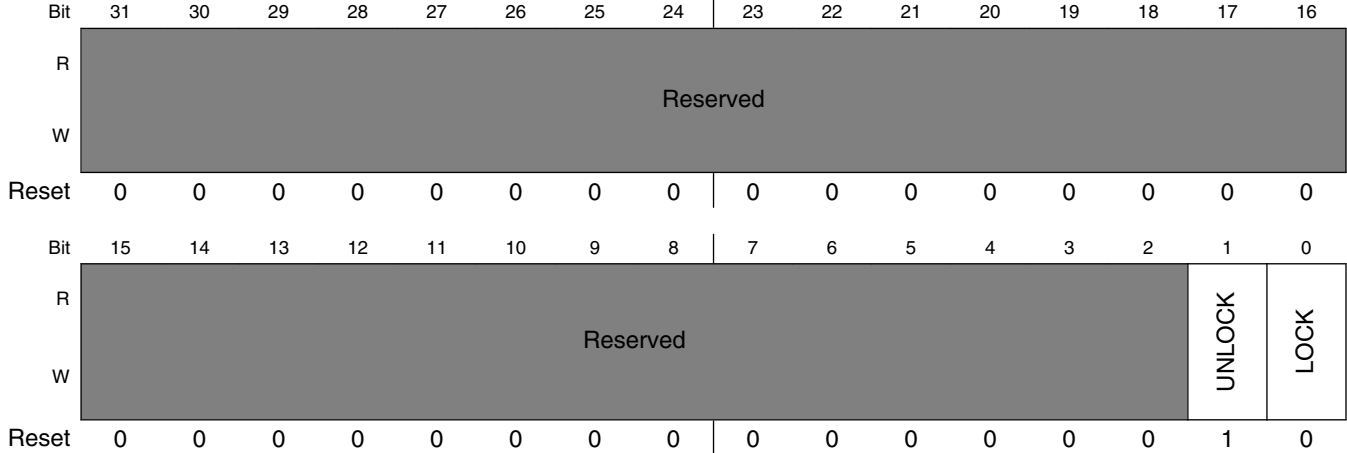 Bit 31 30 29 28 27 26 25 24 23 22 21 20 19 18 17 16
R
Reserved
W
Reset 0 0 0 0 0 0 0 0 0 0 0 0 0 0 0 0
Bit 15 14 13 12 11 10 9 8 7 6 5 4 3 2 1 0
R
Reserved
UNLOCK
LOCK
W
Reset 0 0 0 0 0 0 0 0 0 0 0 0 0 0 1 0